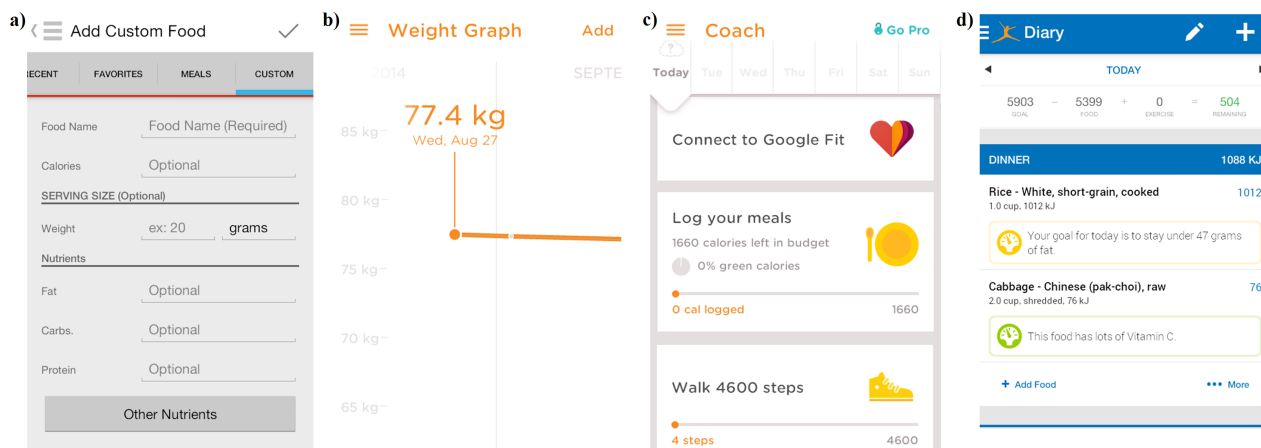 a)
Add Custom Food
ECENT FAVORITES MEALS CUSTOM
Food Name Food Name (Required)
Calories Optional
SERVING SIZE (Optional)
Weight ex: 20 grams
Nutrients
Fat Optional
Carbs. Optional
Protein Optional
Other Nutrients
b)
Weight Graph Add
2014 SEPTE
77.4 kg
Wed, Aug 27
85 kg
80 kg
75 kg
70 kg
65 kg
c)
Coach Go Pro
?
Today Tue Wed Thu Fri Sat Sun
Connect to Google Fit
Log your meals
1660 calories left in budget
0% green calories
0 cal logged 1660
Walk 4600 steps
4 steps 4600
d)
Diary
TODAY
5903 – 5399 + 0 = 504
GOAL FOOD EXERCISE REMAINING
DINNER 1088 KJ
Rice - White, short-grain, cooked 1012
1.0 cup, 1012 kJ
Your goal for today is to stay under 47 grams
of fat.
Cabbage - Chinese (pak-choi), raw 76
2.0 cup, shredded, 76 kJ
This food has lots of Vitamin C.
+ Add Food ••• More